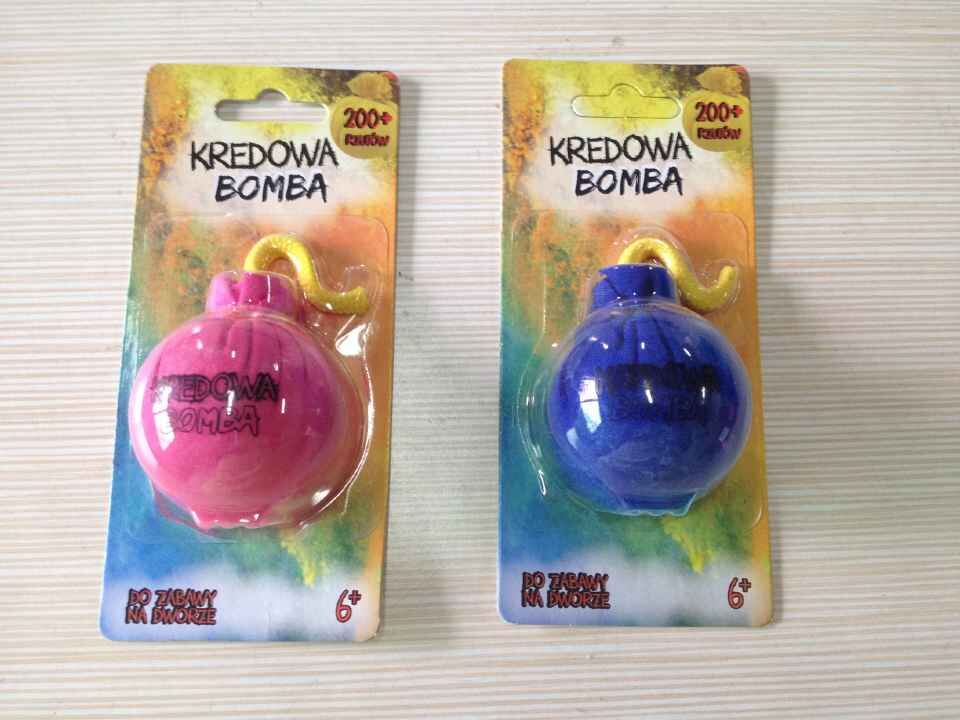 200+
RZUTÓW
KREDOWA
BOMBA
KREDOWA
BOMBA
DO ZABAWY
NA DWORZE
6+
200+
RZUTÓW
KREDOWA
BOMBA
KREDOWA
BOMBA
DO ZABAWY
NA DWORZE
6+